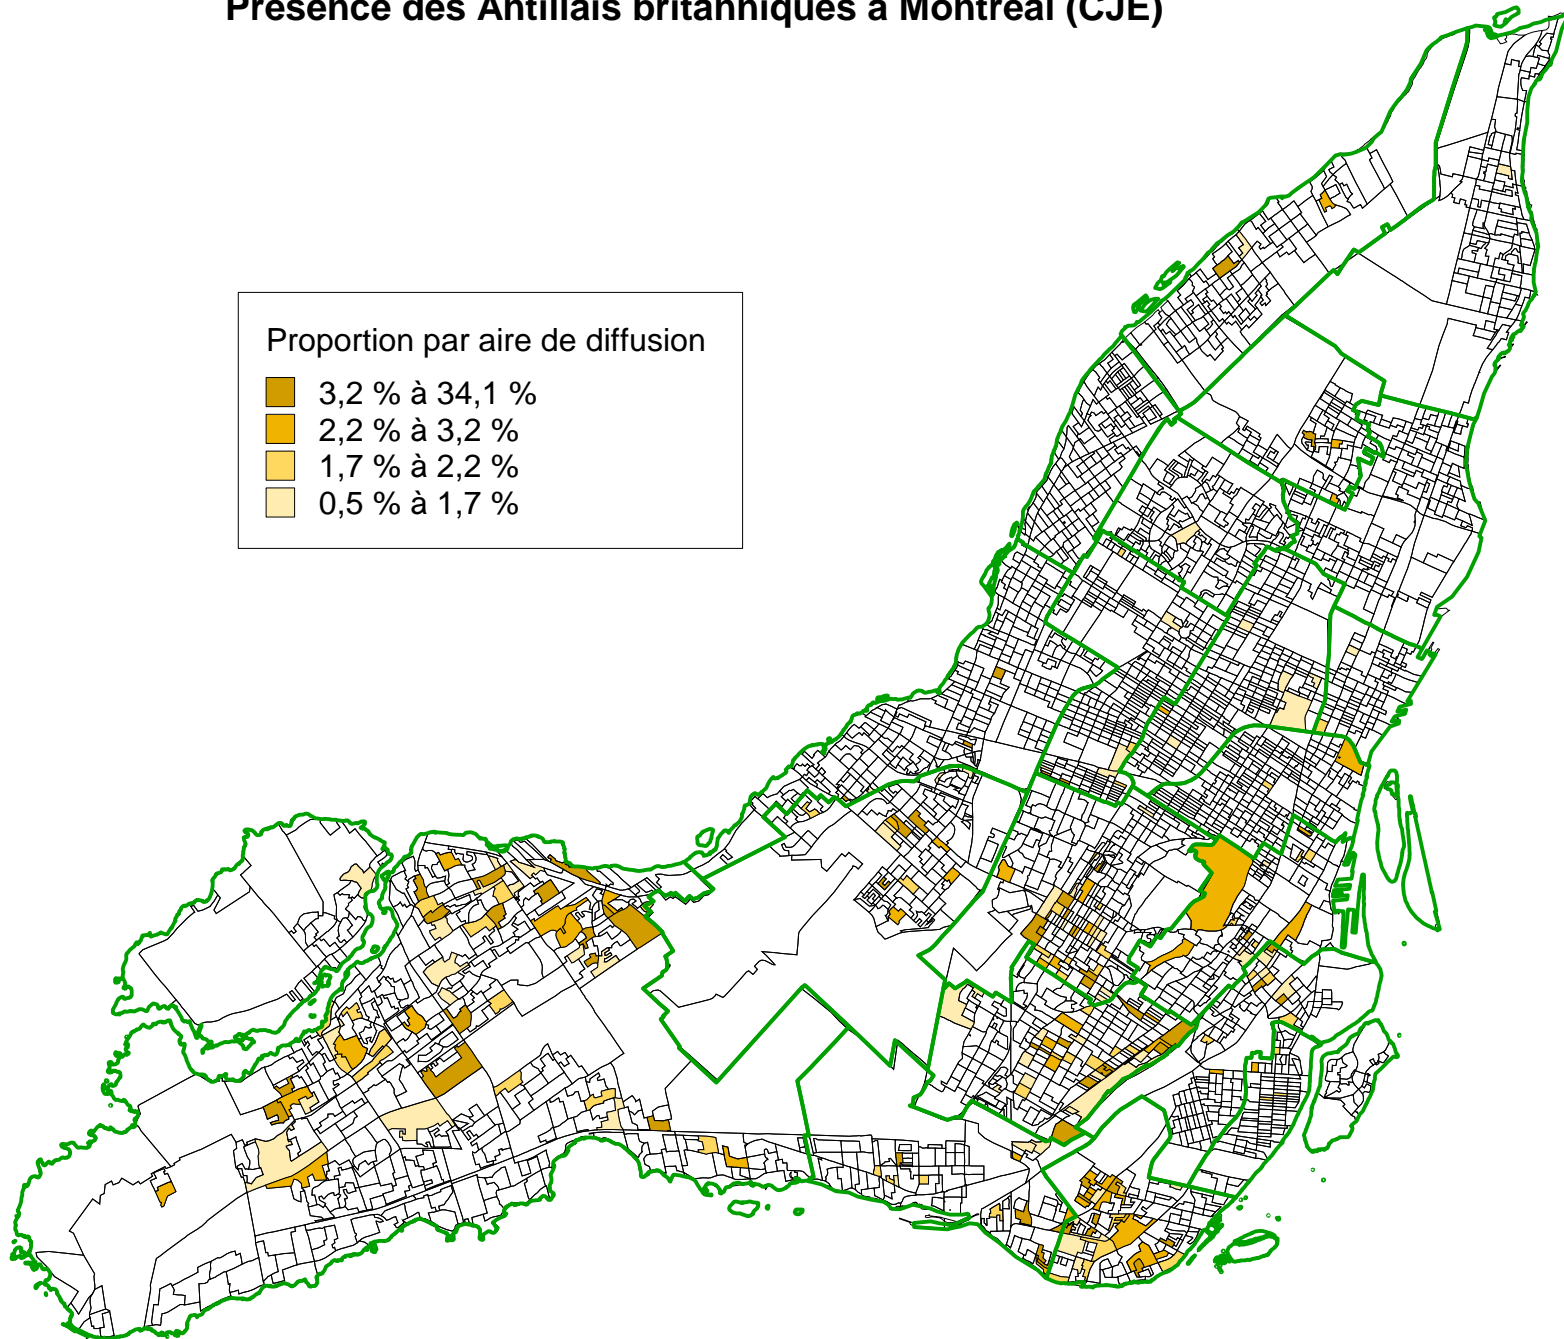 Présence des Antillais britanniques à Montréal (CJE)
Proportion par aire de diffusion
3,2 % à 34,1 %
2,2 % à 3,2 %
1,7 % à 2,2 %
0,5 % à 1,7 %